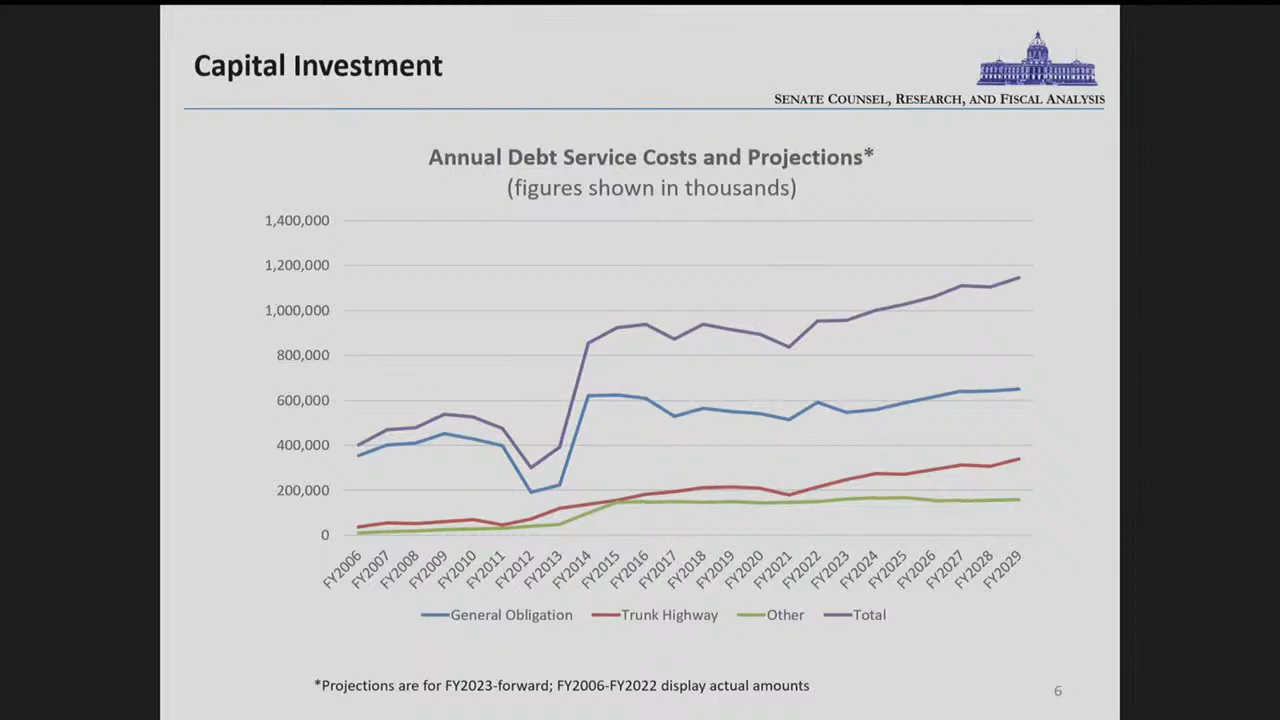 Capital Investment
SENATE COUNSEL, RESEARCH, AND FISCAL ANALYSIS
Annual Debt Service Costs and Projections*
(figures shown in thousands)
1,400,000
1,200,000
1,000,000
800,000
600,000
400,000
200,000
0
FY2006 FY2007 FY2008 FY2009 FY2010 FY2011 FY2012 FY2013 FY2014 FY2015 FY2016 FY2017 FY2018 FY2019 FY2020 FY2021 FY2022 FY2023 FY2024 FY2025 FY2026 FY2027 FY2028 FY2029
General Obligation Trunk Highway Other Total
*Projections are for FY2023-forward; FY2006-FY2022 display actual amounts
6